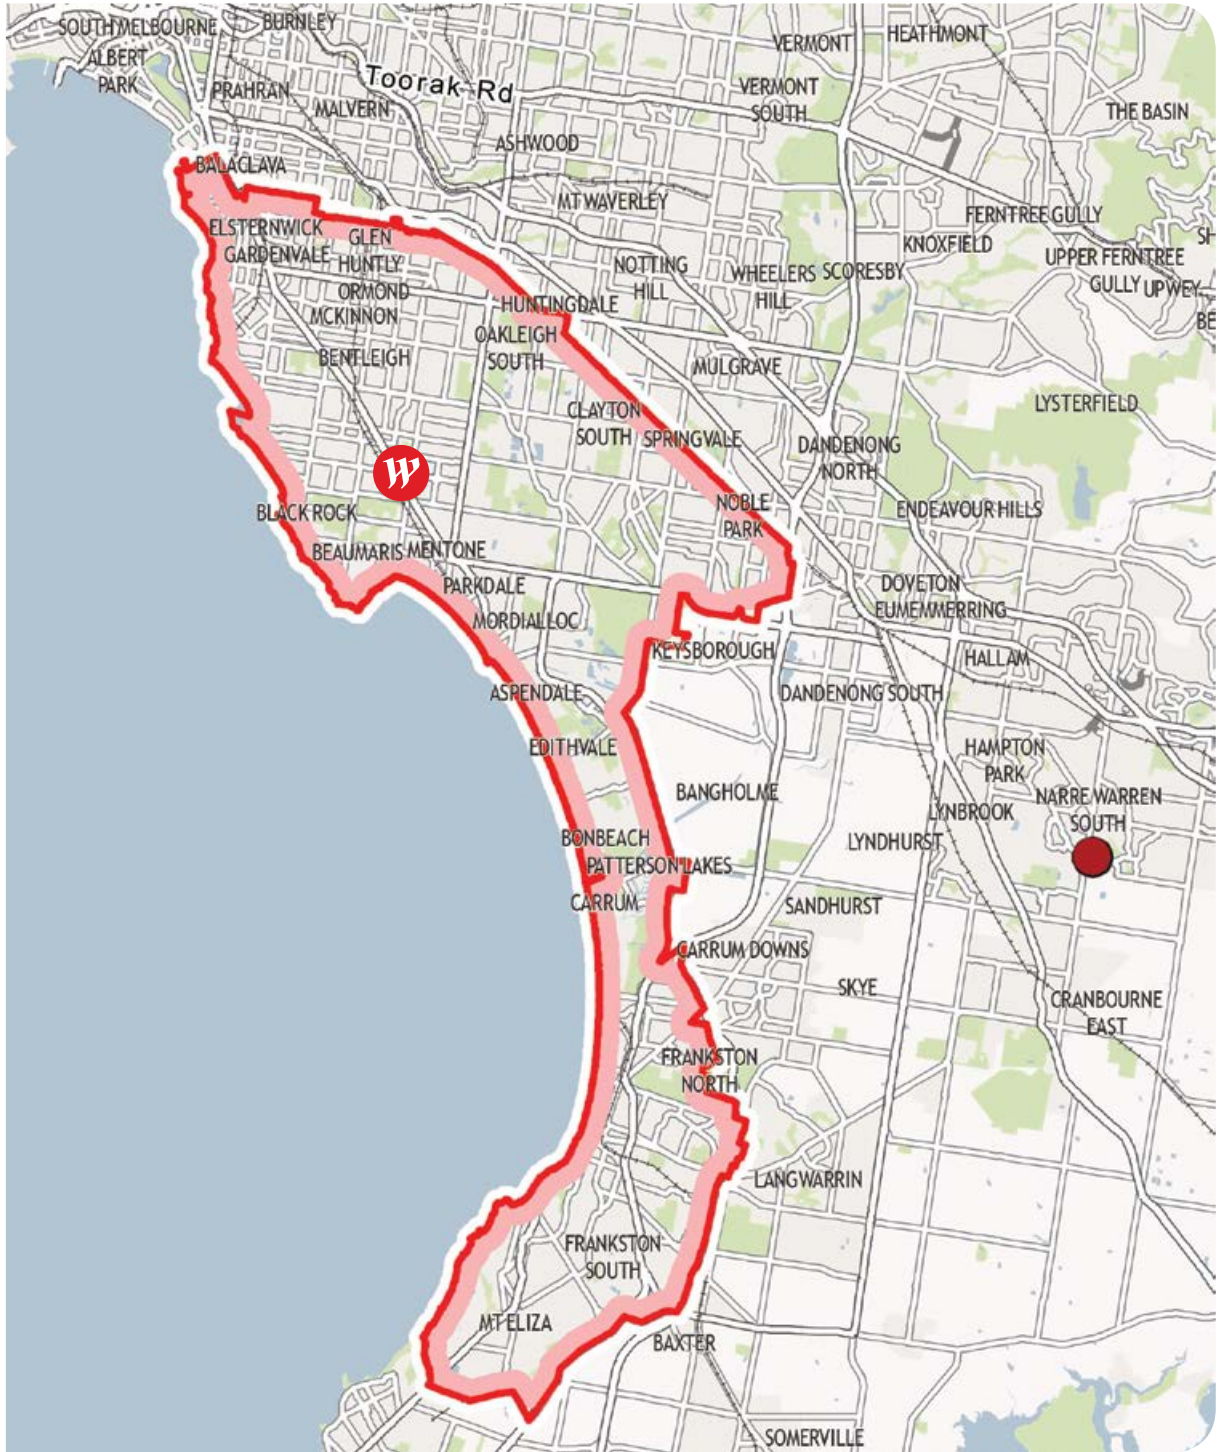 SOUTH MELBOURNE
BURNLEY
HEATHMONT
VERMONT
ALBERT
PARK
PRAHRAN
Toorak Rd
MALVERN
VERMONT
SOUTH
THE BASIN
ASHWOOD
BALACLAVA
MT WAVERLEY
FERNTREE GULLY
ELSTERNWICK
GLEN
HUNTLY
KNOXFIELD
SH
GARDENVALE
NOTTING
HILL
WHEELERS
HILL
SCORESBY
UPPER FERNTREE
GULLY
UPWEY
ORMOND
HUNTINGDALE
MCKINNON
BE
OAKLEIGH
SOUTH
BENTLEIGH
MULGRAVE
CLAYTON
SOUTH
LYSTERFIELD
SPRINGVALE
DANDENONG
NORTH
W
NOBLE
PARK
BLACK ROCK
ENDEAVOUR HILLS
BEAUMARIS
MENTONE
PARKDALE
DOVETON
EUMEMMERRING
MORDIALLOC
KEYSBOROUGH
HALLAM
ASPENDALE
DANDENONG SOUTH
EDITHVALE
HAMPTON
PARK
BANGHOLME
NARRE WARREN
SOUTH
LYNBROOK
BONBEACH
LYNDHURST
PATTERSON LAKES
CARRUM
SANDHURST
CARRUM DOWNS
SKYE
CRANBOURNE
EAST
FRANKSTON
NORTH
LANGWARRIN
FRANKSTON
SOUTH
MT ELIZA
BAXTER
SOMERVILLE